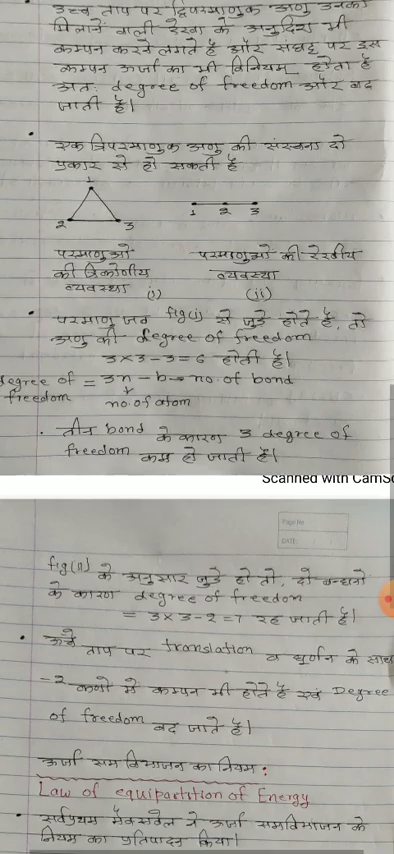 उच्च ताप पर द्विपरमाणुक अणु उनको
मिलाने वाली रेखा के अनुदिश भी
कम्पन करने लगते है और संघट्ट पर इस
कम्पन ऊर्जा का भी विनियम होता है
अतः degree of freedom और बढ
जाती है।
• एक त्रिपरमाणुक अणु की संरचना दो
प्रकार से हो सकती है
1
2 3
1 2 3
परमाणुओ परमाणुओ की रेखीय
की त्रिकोणीय व्यवस्था
व्यवस्था (i) (ii)
• परमाणु जब fig(i) से जुडे होते है, तो
अणु की degree of freedom
3×3-3=6 होती है।
degree of = 3n - b → no. of bond
freedom no. of atom
• तीन bond के कारण 3 degree of
freedom कम हो जाती है।
Scanned with CamSc
Page No
DATE:
fig(ii) के अनुसार जुडे हो तो, दो बन्धनो
के कारण degree of freedom
= 3×3-2=7 रह जाती है।
• ऊँचे ताप पर translation व घूर्णन के साथ
-2 कणो मे कम्पन भी होते है एवं Degree
of freedom बढ जाते है।
ऊर्जा सम विभाजन का नियम:
Law of equipartition of Energy
• सर्वप्रथम मैक्सवेल ने ऊर्जा समविभाजन के
नियम का प्रतिपादन किया।